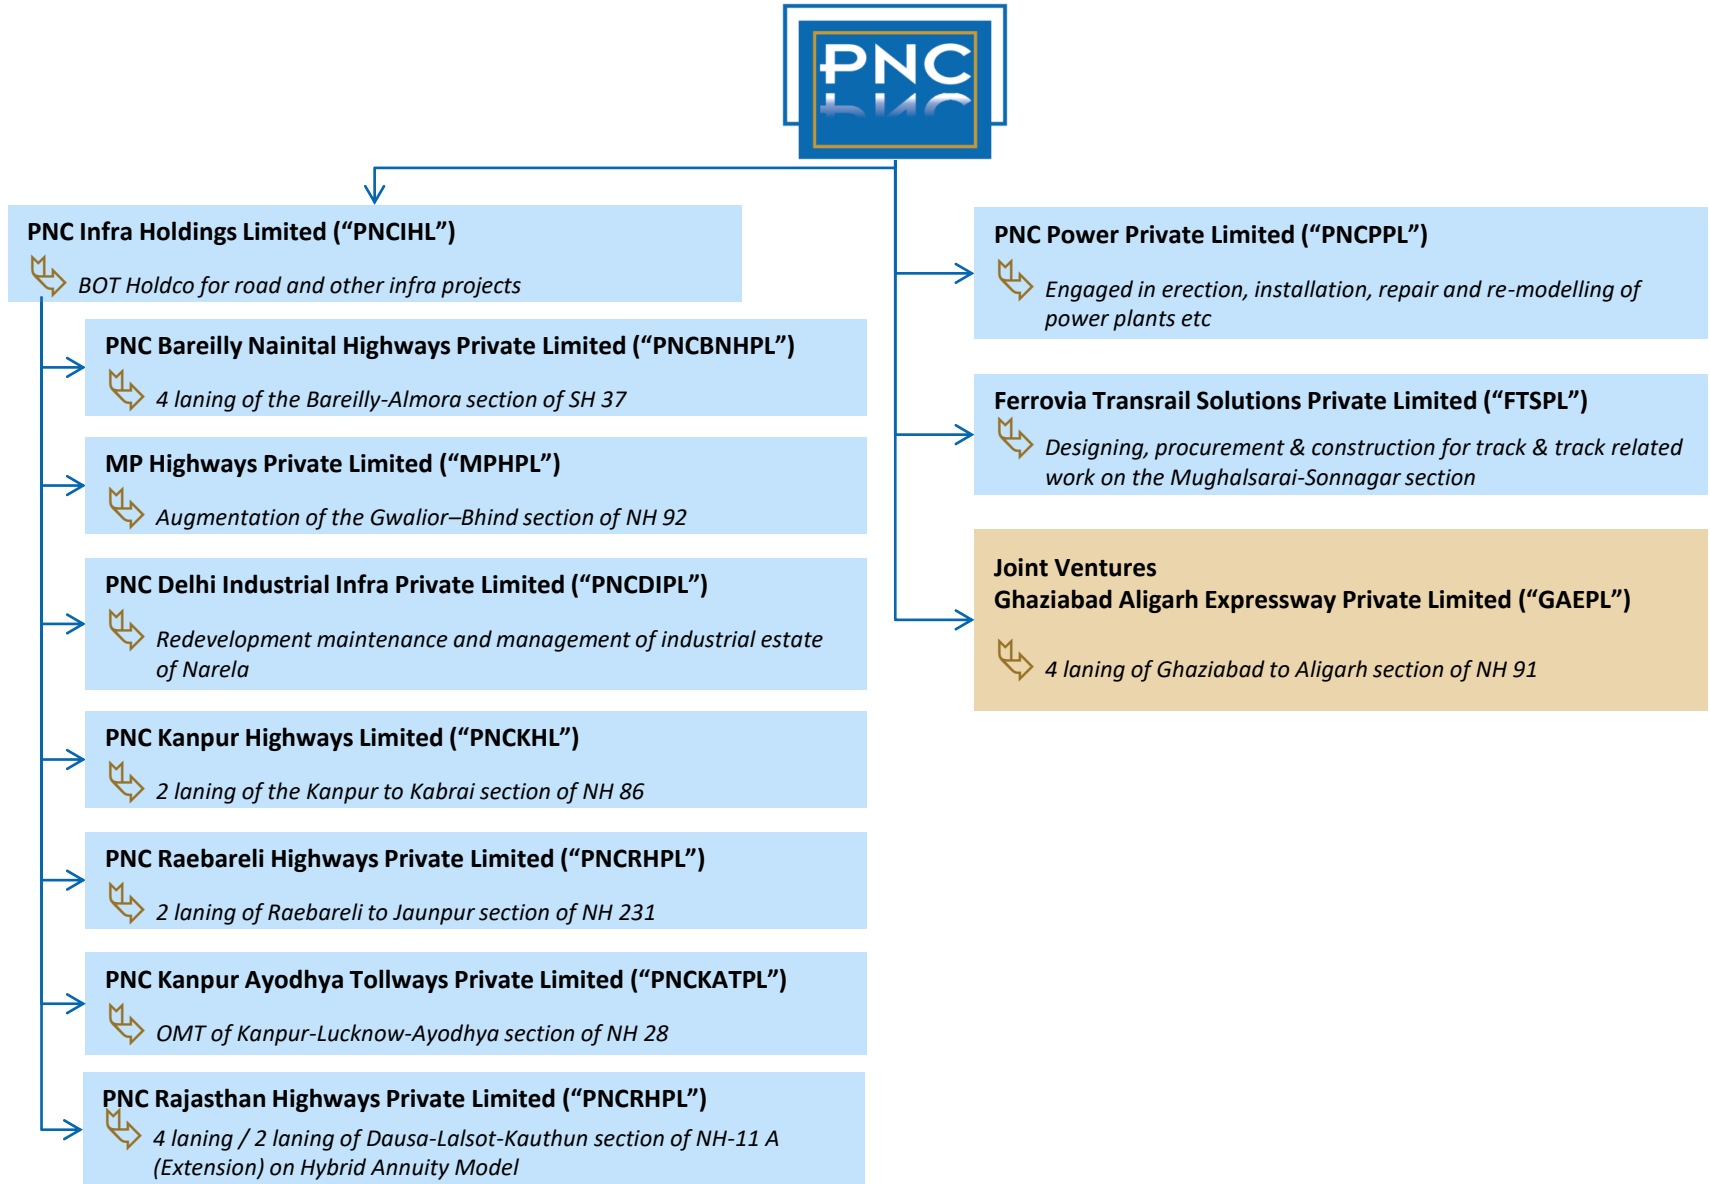 PNC
PNC Infra Holdings Limited (“PNCIHL”)
BOT Holdco for road and other infra projects
PNC Bareilly Nainital Highways Private Limited (“PNCBNHPL”)
4 laning of the Bareilly-Almora section of SH 37
MP Highways Private Limited (“MPHPL”)
Augmentation of the Gwalior–Bhind section of NH 92
PNC Delhi Industrial Infra Private Limited (“PNCDIPL”)
Redevelopment maintenance and management of industrial estate
of Narela
PNC Kanpur Highways Limited (“PNCKHL”)
2 laning of the Kanpur to Kabrai section of NH 86
PNC Raebareli Highways Private Limited (“PNCRHPL”)
2 laning of Raebareli to Jaunpur section of NH 231
PNC Kanpur Ayodhya Tollways Private Limited (“PNCKATPL”)
OMT of Kanpur-Lucknow-Ayodhya section of NH 28
PNC Rajasthan Highways Private Limited (“PNCRHPL”)
4 laning / 2 laning of Dausa-Lalsot-Kauthun section of NH-11 A
(Extension) on Hybrid Annuity Model
PNC Power Private Limited (“PNCPPL”)
Engaged in erection, installation, repair and re-modelling of
power plants etc
Ferrovia Transrail Solutions Private Limited (“FTSPL”)
Designing, procurement & construction for track & track related
work on the Mughalsarai-Sonnagar section
Joint Ventures
Ghaziabad Aligarh Expressway Private Limited (“GAEPL”)
4 laning of Ghaziabad to Aligarh section of NH 91